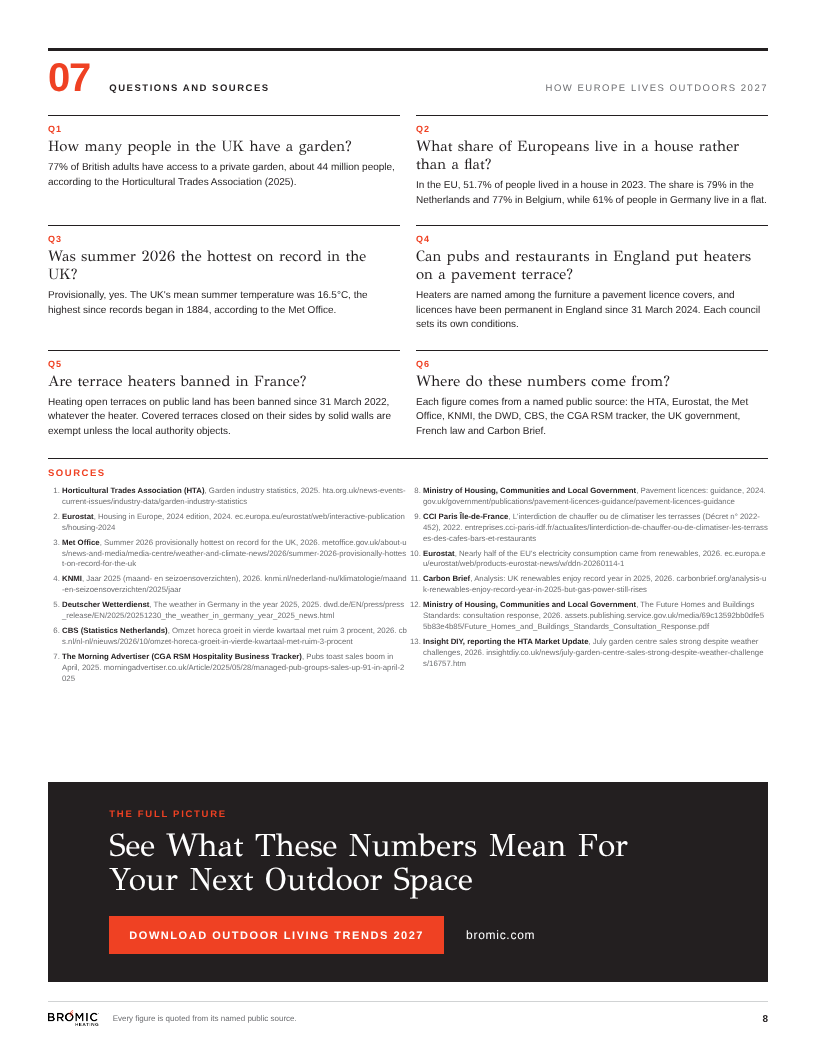 07
QUESTIONS AND SOURCES
HOW EUROPE LIVES OUTDOORS 2027
Q1
How many people in the UK have a garden?
77% of British adults have access to a private garden, about 44 million people,
according to the Horticultural Trades Association (2025).
Q2
What share of Europeans live in a house rather
than a flat?
In the EU, 51.7% of people lived in a house in 2023. The share is 79% in the
Netherlands and 77% in Belgium, while 61% of people in Germany live in a flat.
Q3
Was summer 2026 the hottest on record in the
UK?
Provisionally, yes. The UK's mean summer temperature was 16.5°C, the
highest since records began in 1884, according to the Met Office.
Q4
Can pubs and restaurants in England put heaters
on a pavement terrace?
Heaters are named among the furniture a pavement licence covers, and
licences have been permanent in England since 31 March 2024. Each council
sets its own conditions.
Q5
Are terrace heaters banned in France?
Heating open terraces on public land has been banned since 31 March 2022,
whatever the heater. Covered terraces closed on their sides by solid walls are
exempt unless the local authority objects.
Q6
Where do these numbers come from?
Each figure comes from a named public source: the HTA, Eurostat, the Met
Office, KNMI, the DWD, CBS, the CGA RSM tracker, the UK government,
French law and Carbon Brief.
SOURCES
1. Horticultural Trades Association (HTA), Garden industry statistics, 2025. hta.org.uk/news-events-
current-issues/industry-data/garden-industry-statistics
2. Eurostat, Housing in Europe, 2024 edition, 2024. ec.europa.eu/eurostat/web/interactive-publication
s/housing-2024
3. Met Office, Summer 2026 provisionally hottest on record for the UK, 2026. metoffice.gov.uk/about-u
s/news-and-media/media-centre/weather-and-climate-news/2026/summer-2026-provisionally-hottes
t-on-record-for-the-uk
4. KNMI, Jaar 2025 (maand- en seizoensoverzichten), 2026. knmi.nl/nederland-nu/klimatologie/maand
-en-seizoensoverzichten/2025/jaar
5. Deutscher Wetterdienst, The weather in Germany in the year 2025, 2025. dwd.de/EN/press/press
_release/EN/2025/20251230_the_weather_in_germany_year_2025_news.html
6. CBS (Statistics Netherlands), Omzet horeca groeit in vierde kwartaal met ruim 3 procent, 2026. cb
s.nl/nl-nl/nieuws/2026/10/omzet-horeca-groeit-in-vierde-kwartaal-met-ruim-3-procent
7. The Morning Advertiser (CGA RSM Hospitality Business Tracker), Pubs toast sales boom in
April, 2025. morningadvertiser.co.uk/Article/2025/05/28/managed-pub-groups-sales-up-91-in-april-2
025
8. Ministry of Housing, Communities and Local Government, Pavement licences: guidance, 2024.
gov.uk/government/publications/pavement-licences-guidance/pavement-licences-guidance
9. CCI Paris Île-de-France, L'interdiction de chauffer ou de climatiser les terrasses (Décret n° 2022-
452), 2022. entreprises.cci-paris-idf.fr/actualites/linterdiction-de-chauffer-ou-de-climatiser-les-terrass
es-des-cafes-bars-et-restaurants
10. Eurostat, Nearly half of the EU's electricity consumption came from renewables, 2026. ec.europa.e
u/eurostat/web/products-eurostat-news/w/ddn-20260114-1
11. Carbon Brief, Analysis: UK renewables enjoy record year in 2025, 2026. carbonbrief.org/analysis-u
k-renewables-enjoy-record-year-in-2025-but-gas-power-still-rises
12. Ministry of Housing, Communities and Local Government, The Future Homes and Buildings
Standards: consultation response, 2026. assets.publishing.service.gov.uk/media/69c13592bb0dfe5
5b83e4b85/Future_Homes_and_Buildings_Standards_Consultation_Response.pdf
13. Insight DIY, reporting the HTA Market Update, July garden centre sales strong despite weather
challenges, 2026. insightdiy.co.uk/news/july-garden-centre-sales-strong-despite-weather-challenge
s/16757.htm
THE FULL PICTURE
See What These Numbers Mean For
Your Next Outdoor Space
DOWNLOAD OUTDOOR LIVING TRENDS 2027
bromic.com
BROMIC
HEATING
Every figure is quoted from its named public source.
8